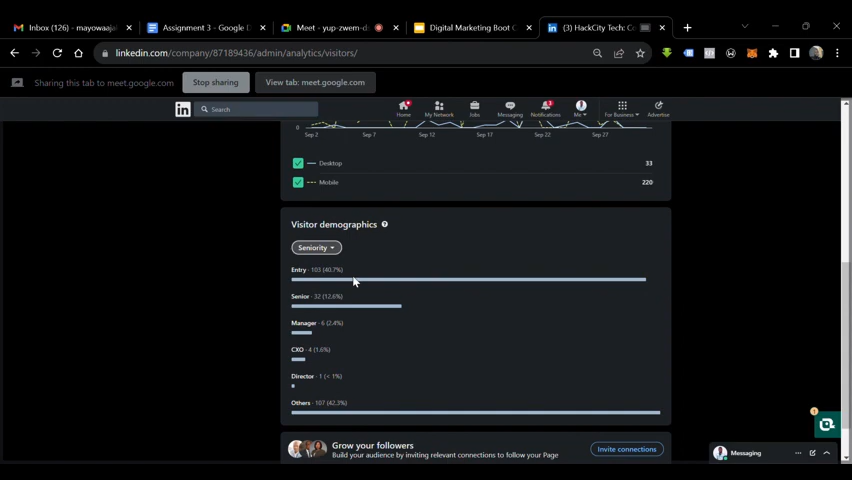 Inbox (126) - mayowaajal
Assignment 3 - Google D
Meet - yup-zwem-d
Digital Marketing Boot C
(3) HackCity Tech: Co
linkedin.com/company/87189436/admin/analytics/visitors/
Sharing this tab to meet.google.com
Stop sharing
View tab: meet.google.com
in
Search
Home
My Network
Jobs
Messaging
3
Notifications
Me
For Business
Advertise
0
Sep 2
Sep 7
Sep 12
Sep 17
Sep 22
Sep 27
Desktop 33
Mobile 220
Visitor demographics
Seniority
Entry · 103 (40.7%)
Senior · 32 (12.6%)
Manager · 6 (2.4%)
CXO · 4 (1.6%)
Director · 1 (< 1%)
Others · 107 (42.3%)
Grow your followers
Build your audience by inviting relevant connections to follow your Page
Invite connections
1
Messaging